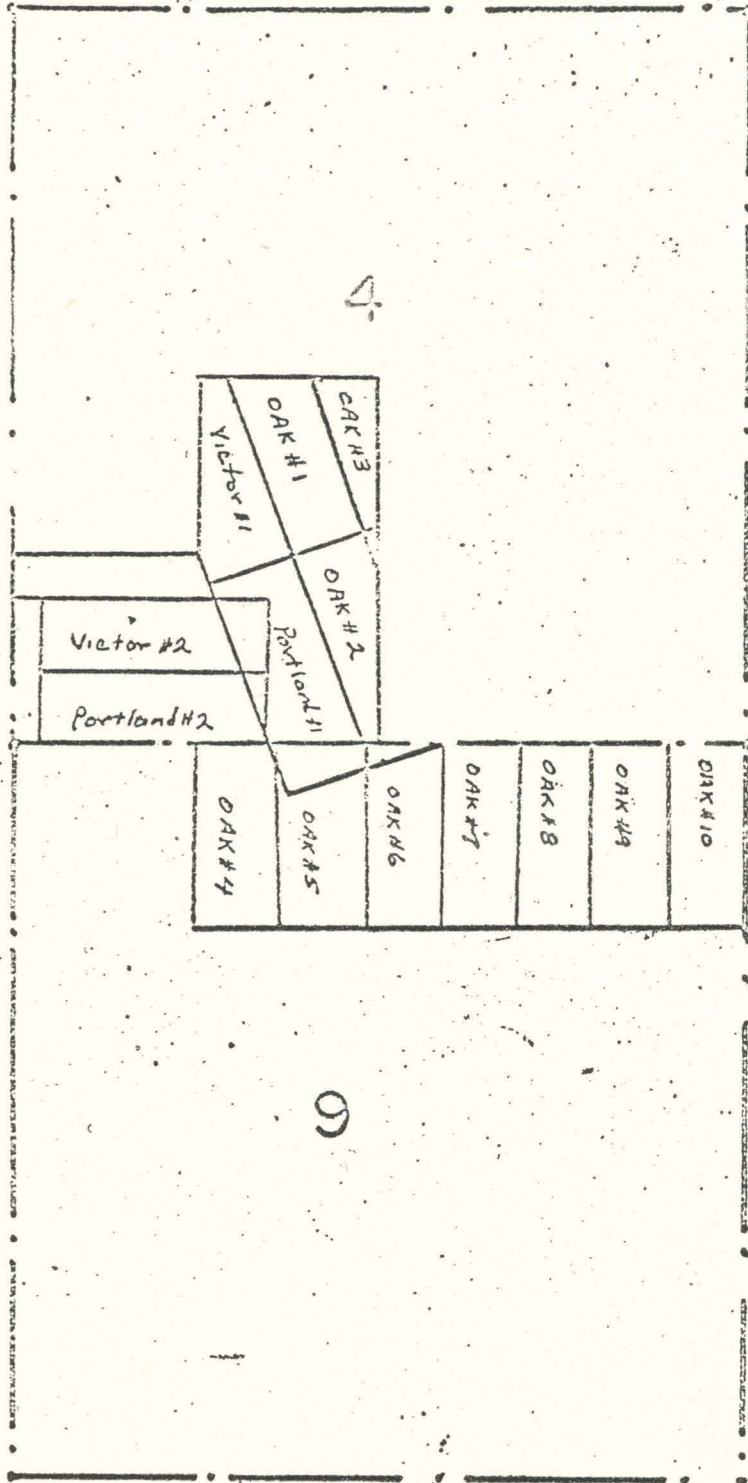 4
OAK #3
OAK #1
Victor #1
OAK #2
Portland #1
Victor #2
Portland #2
OAK #4
OAK #5
OAK #6
OAK #7
OAK #8
OAK #9
OAK #10
9